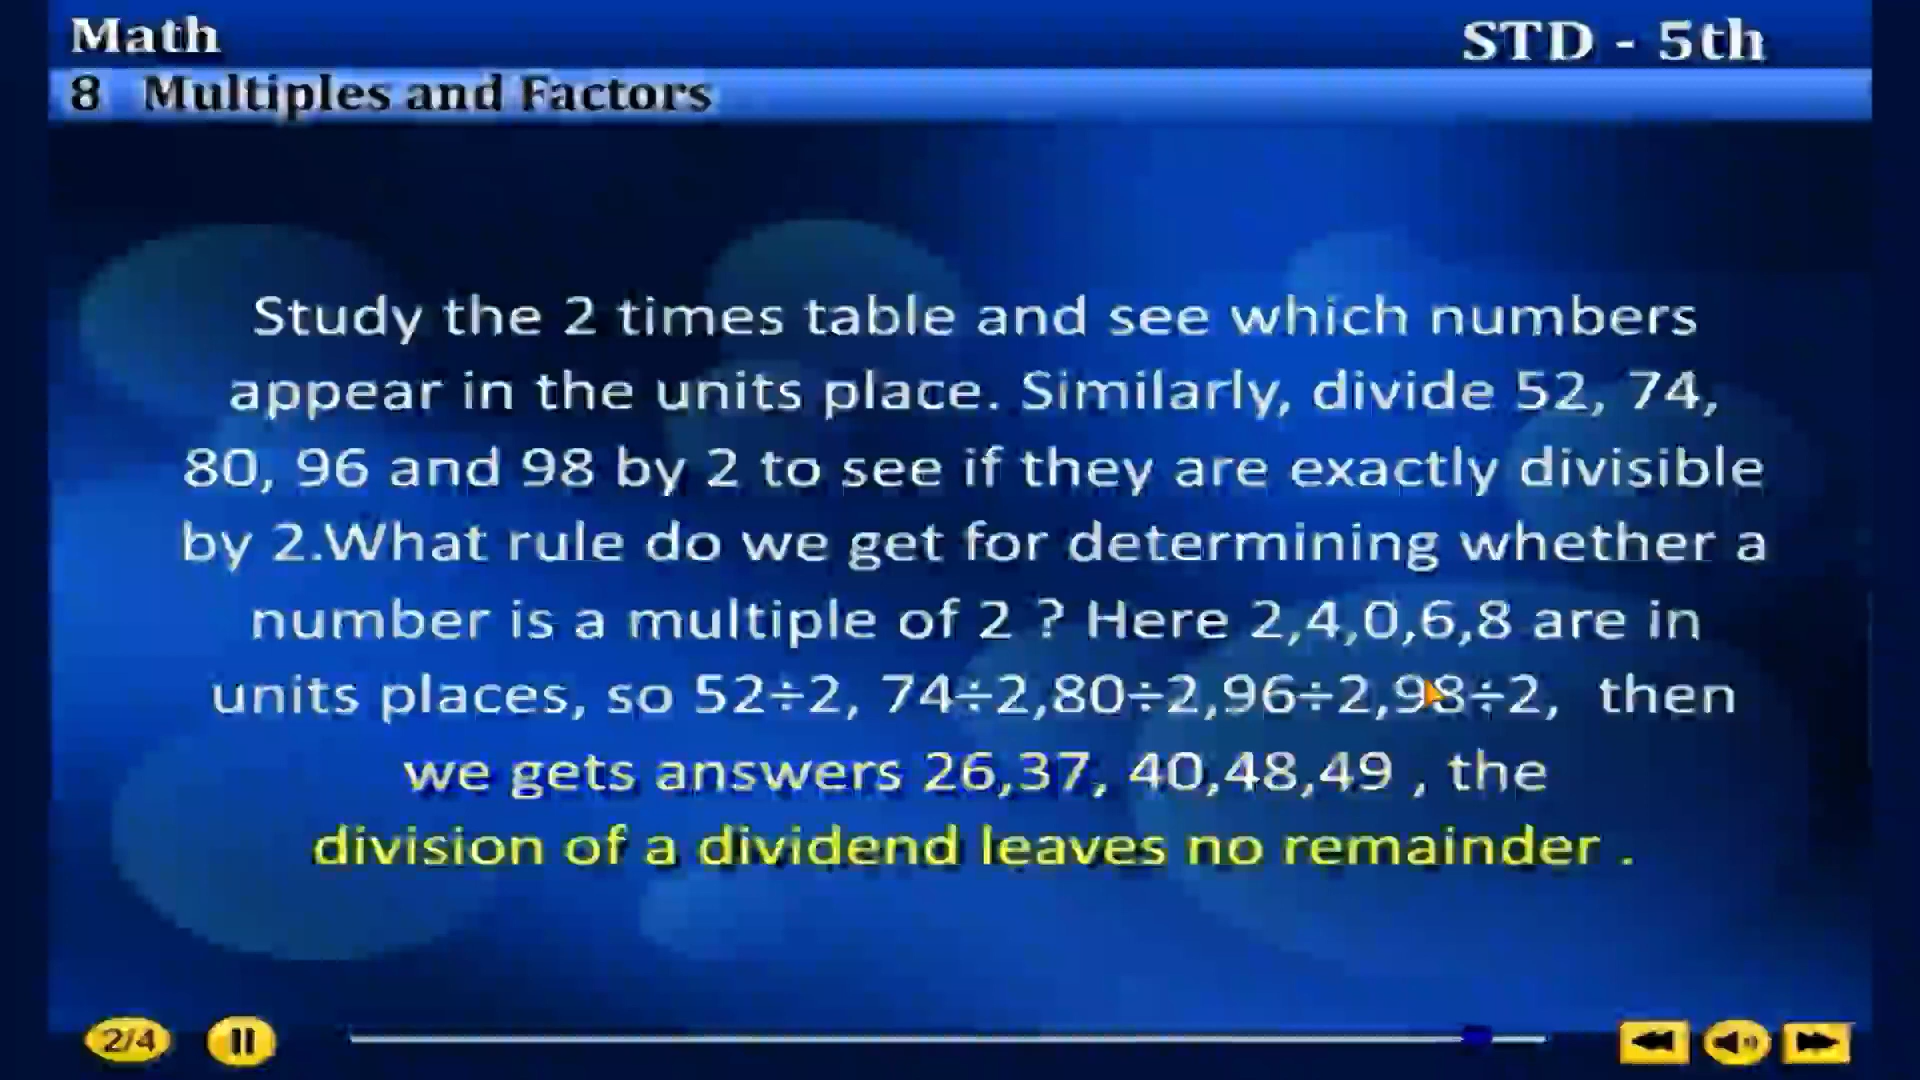 Math
STD - 5th
8 Multiples and Factors
Study the 2 times table and see which numbers
appear in the units place. Similarly, divide 52, 74,
80, 96 and 98 by 2 to see if they are exactly divisible
by 2.What rule do we get for determining whether a
number is a multiple of 2 ? Here 2,4,0,6,8 are in
units places, so 52÷2, 74÷2,80÷2,96÷2,98÷2, then
we gets answers 26,37, 40,48,49 , the
division of a dividend leaves no remainder .
2/4